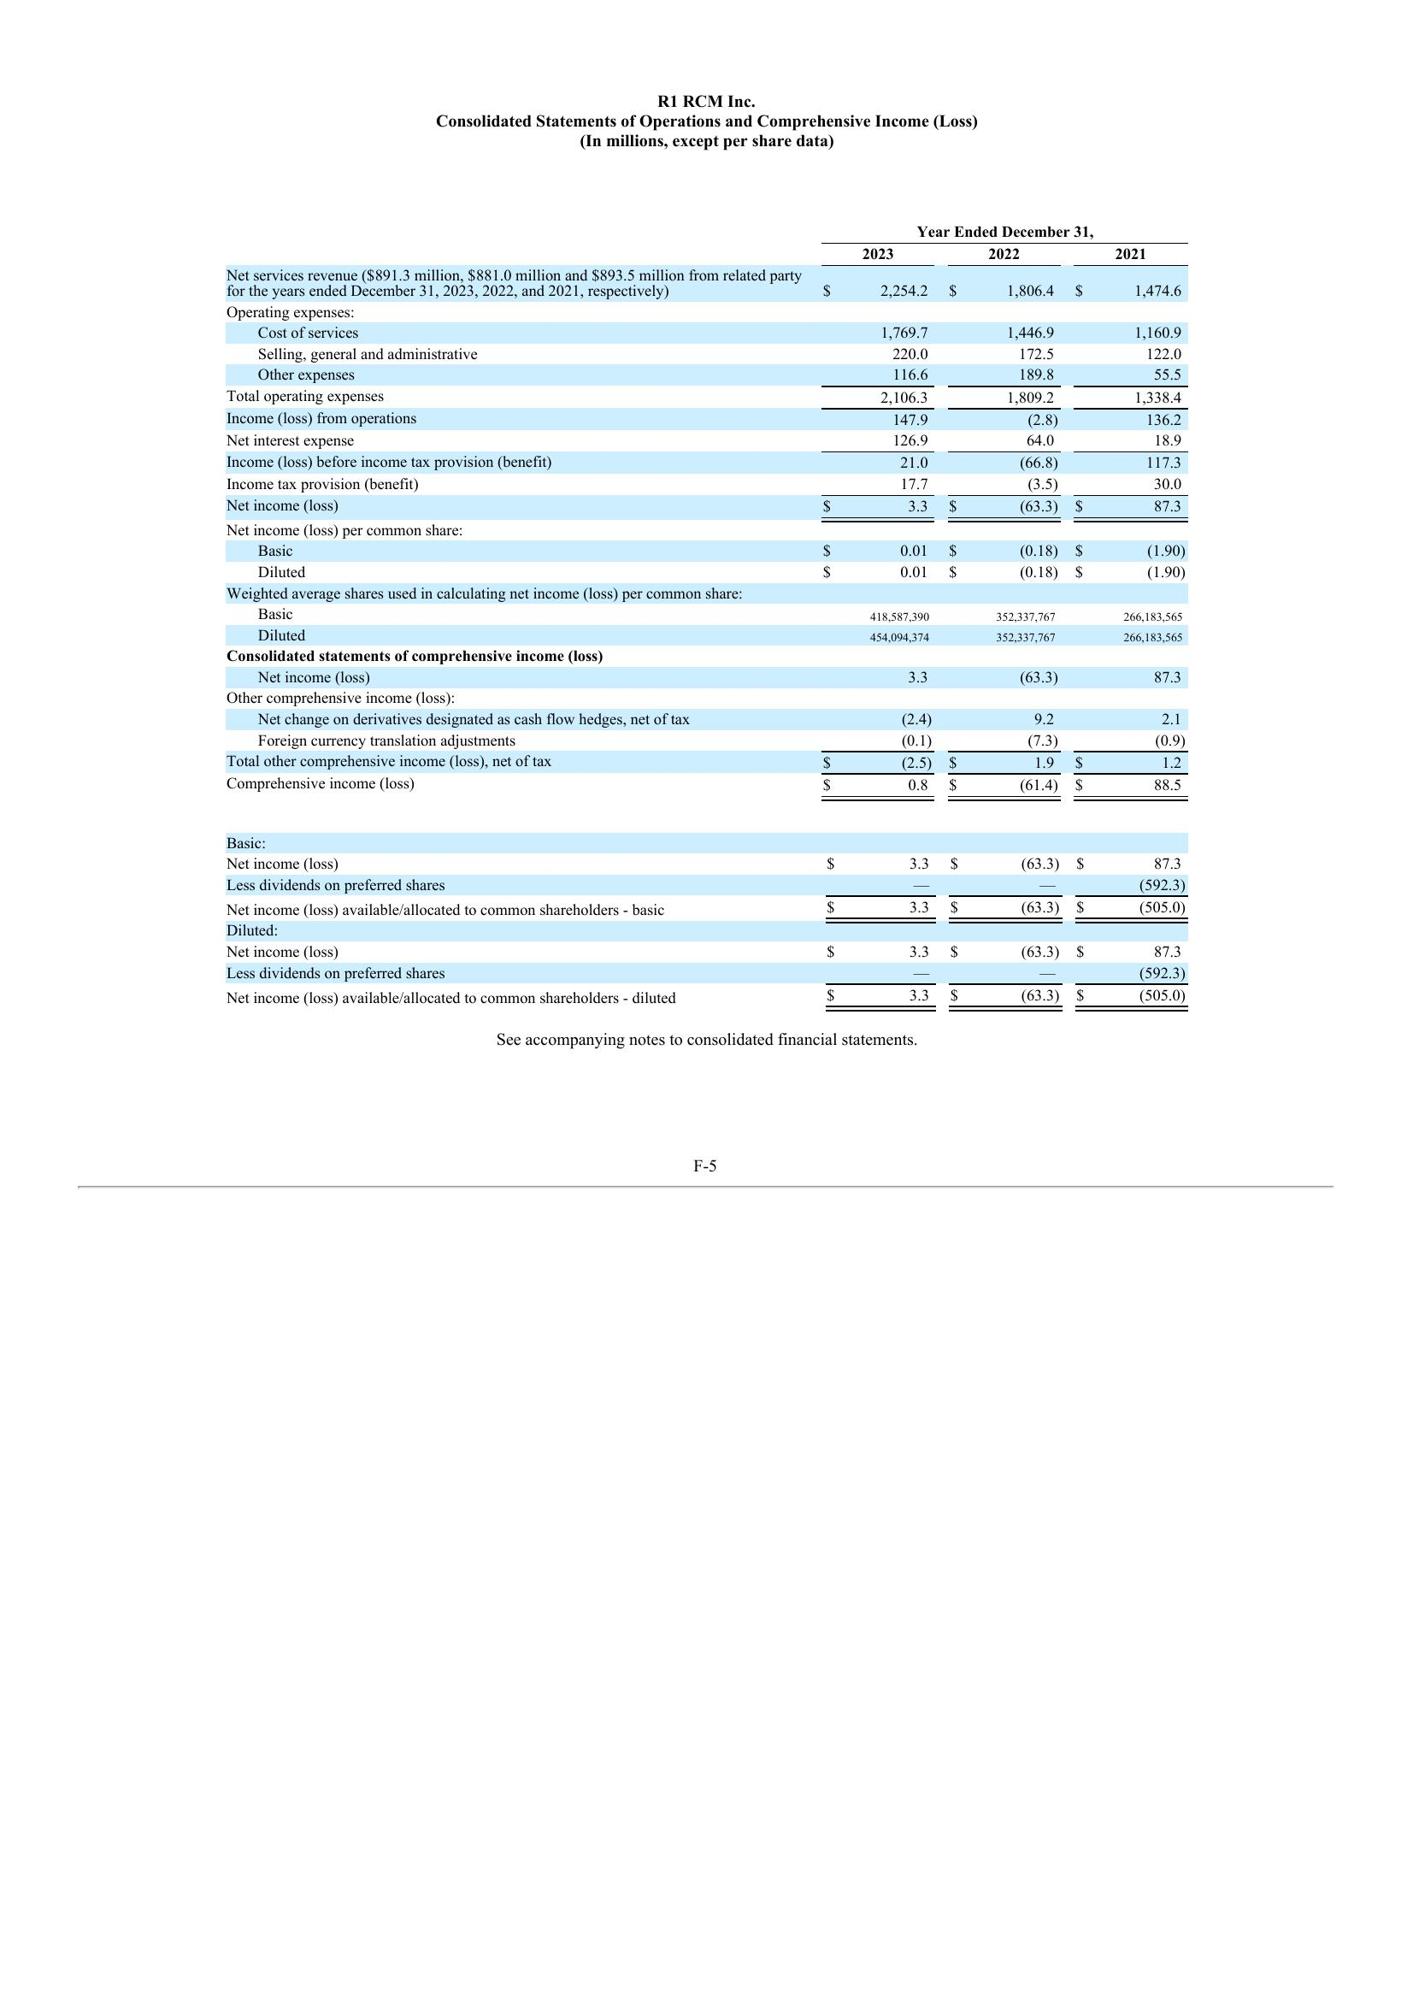 R1 RCM Inc.
Consolidated Statements of Operations and Comprehensive Income (Loss)
(In millions, except per share data)
Year Ended December 31,
2023 2022 2021
Net services revenue ($891.3 million, $881.0 million and $893.5 million from related party
for the years ended December 31, 2023, 2022, and 2021, respectively) $ 2,254.2 $ 1,806.4 $ 1,474.6
Operating expenses:
Cost of services 1,769.7 1,446.9 1,160.9
Selling, general and administrative 220.0 172.5 122.0
Other expenses 116.6 189.8 55.5
Total operating expenses 2,106.3 1,809.2 1,338.4
Income (loss) from operations 147.9 (2.8) 136.2
Net interest expense 126.9 64.0 18.9
Income (loss) before income tax provision (benefit) 21.0 (66.8) 117.3
Income tax provision (benefit) 17.7 (3.5) 30.0
Net income (loss) $ 3.3 $ (63.3) $ 87.3
Net income (loss) per common share:
Basic $ 0.01 $ (0.18) $ (1.90)
Diluted $ 0.01 $ (0.18) $ (1.90)
Weighted average shares used in calculating net income (loss) per common share:
Basic 418,587,390 352,337,767 266,183,565
Diluted 454,094,374 352,337,767 266,183,565
Consolidated statements of comprehensive income (loss)
Net income (loss) 3.3 (63.3) 87.3
Other comprehensive income (loss):
Net change on derivatives designated as cash flow hedges, net of tax (2.4) 9.2 2.1
Foreign currency translation adjustments (0.1) (7.3) (0.9)
Total other comprehensive income (loss), net of tax $ (2.5) $ 1.9 $ 1.2
Comprehensive income (loss) $ 0.8 $ (61.4) $ 88.5
Basic:
Net income (loss) $ 3.3 $ (63.3) $ 87.3
Less dividends on preferred shares — — (592.3)
Net income (loss) available/allocated to common shareholders - basic $ 3.3 $ (63.3) $ (505.0)
Diluted:
Net income (loss) $ 3.3 $ (63.3) $ 87.3
Less dividends on preferred shares — — (592.3)
Net income (loss) available/allocated to common shareholders - diluted $ 3.3 $ (63.3) $ (505.0)
See accompanying notes to consolidated financial statements.
F-5